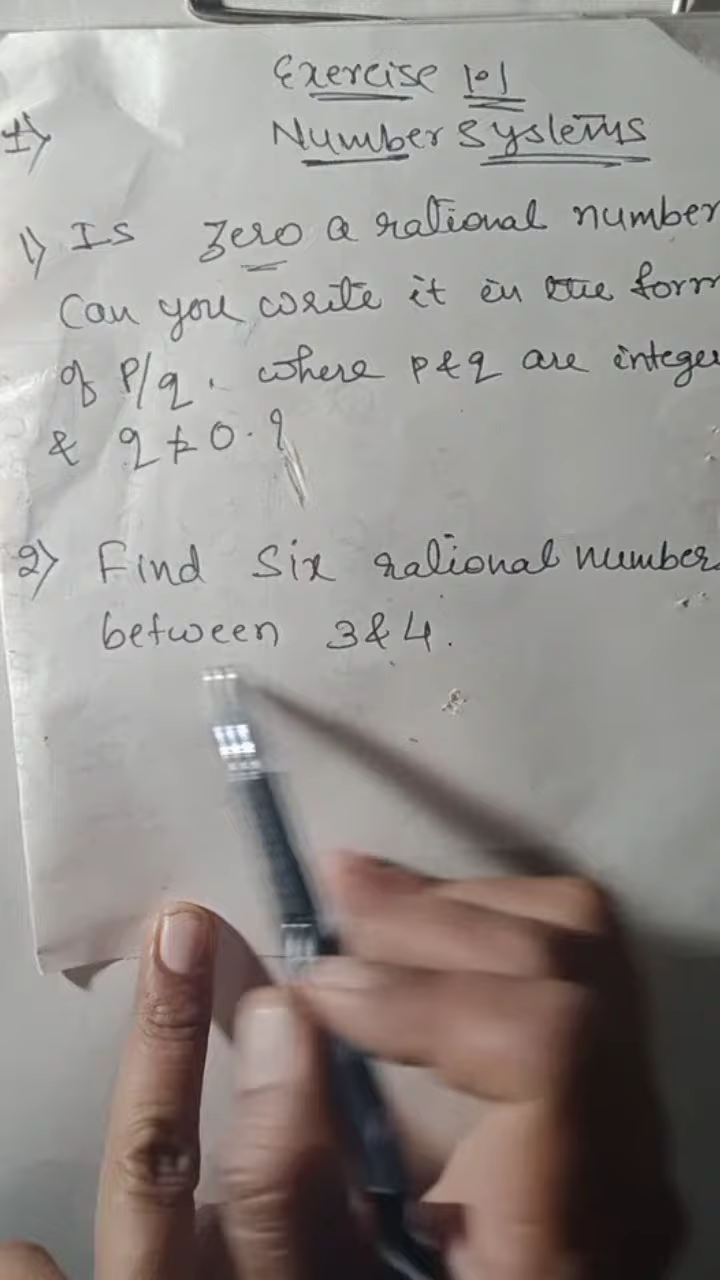 Exercise 1.1
1)
Number Systems
1) Is zero a rational number
Can you write it in the form
of P/q, where p & q are integer
& q ≠ 0.?
2) Find six rational number
between 3 & 4.